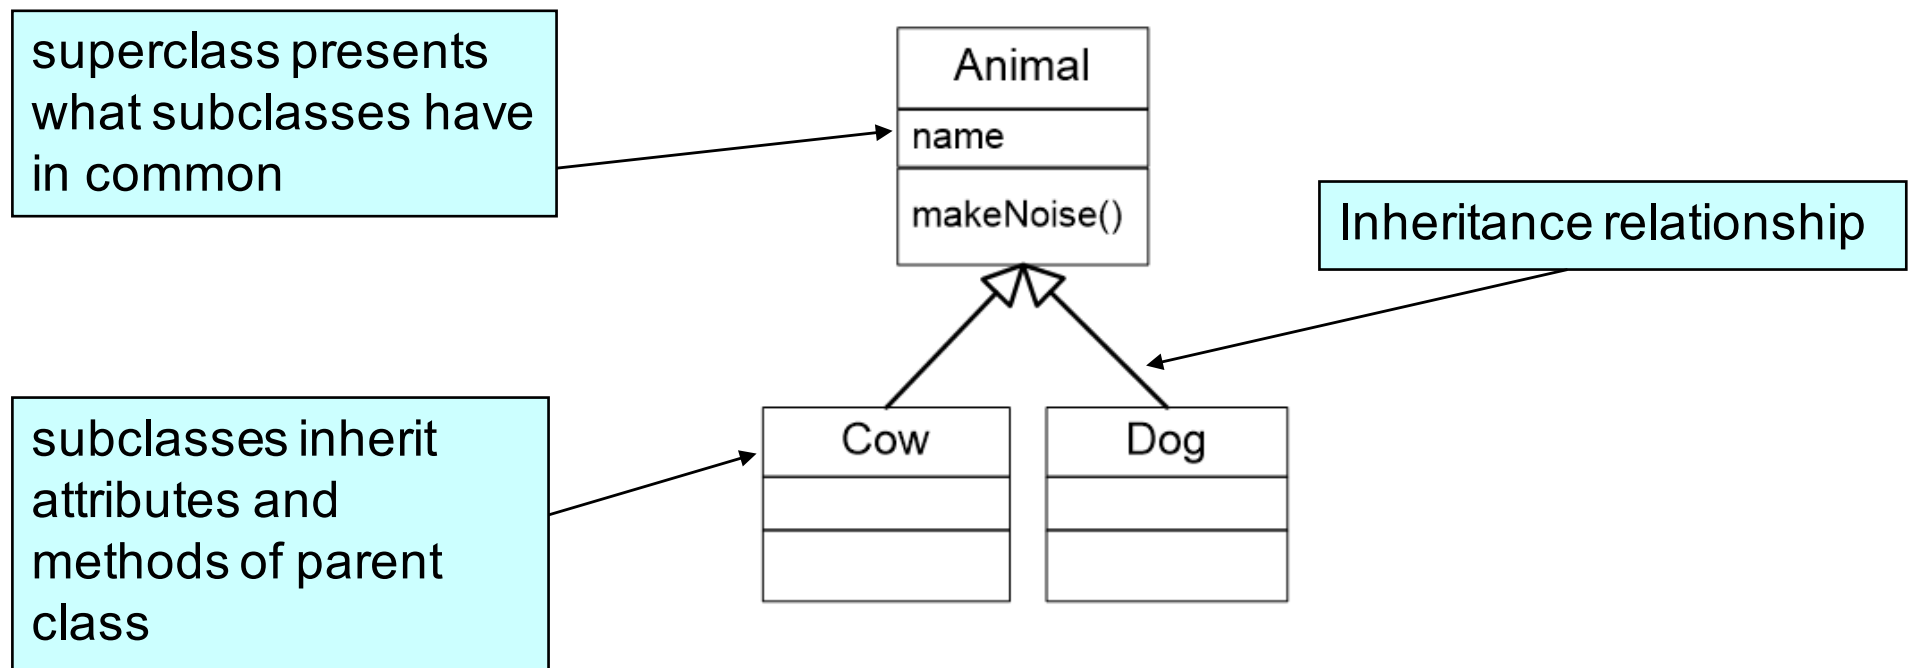 superclass presents
what subclasses have
in common
Animal
name
makeNoise()
Inheritance relationship
subclasses inherit
attributes and
methods of parent
class
Cow
Dog